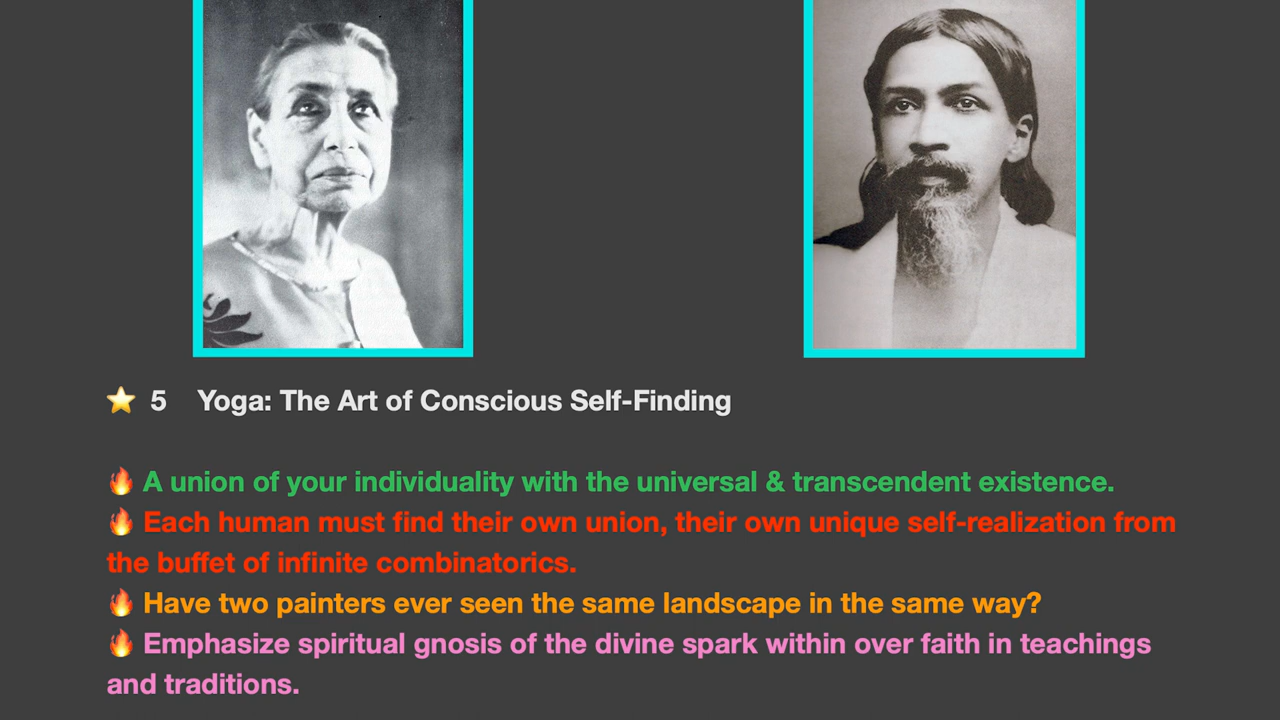 ⭐ 5 Yoga: The Art of Conscious Self-Finding
🔥 A union of your individuality with the universal & transcendent existence.
🔥 Each human must find their own union, their own unique self-realization from
the buffet of infinite combinatorics.
🔥 Have two painters ever seen the same landscape in the same way?
🔥 Emphasize spiritual gnosis of the divine spark within over faith in teachings
and traditions.